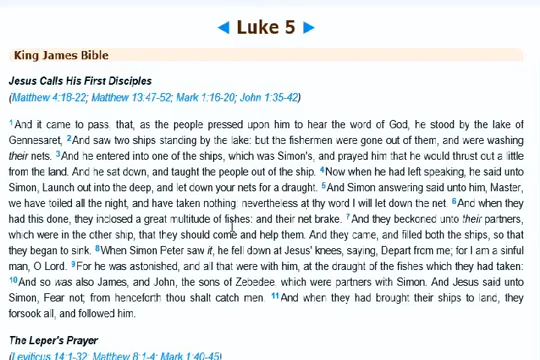 ◄ Luke 5 ►
King James Bible
Jesus Calls His First Disciples
(Matthew 4:18-22; Matthew 13:47-52; Mark 1:16-20; John 1:35-42)
1And it came to pass, that, as the people pressed upon him to hear the word of God, he stood by the lake of
Gennesaret, 2And saw two ships standing by the lake: but the fishermen were gone out of them, and were washing
their nets. 3And he entered into one of the ships, which was Simon's, and prayed him that he would thrust out a little
from the land. And he sat down, and taught the people out of the ship. 4Now when he had left speaking, he said unto
Simon, Launch out into the deep, and let down your nets for a draught. 5And Simon answering said unto him, Master,
we have toiled all the night, and have taken nothing: nevertheless at thy word I will let down the net. 6And when they
had this done, they inclosed a great multitude of fishes: and their net brake. 7And they beckoned unto their partners,
which were in the other ship, that they should come and help them. And they came, and filled both the ships, so that
they began to sink. 8When Simon Peter saw it, he fell down at Jesus' knees, saying, Depart from me; for I am a sinful
man, O Lord. 9For he was astonished, and all that were with him, at the draught of the fishes which they had taken:
10And so was also James, and John, the sons of Zebedee, which were partners with Simon. And Jesus said unto
Simon, Fear not; from henceforth thou shalt catch men. 11And when they had brought their ships to land, they
forsook all, and followed him.
The Leper's Prayer
(Leviticus 14:1-32; Matthew 8:1-4; Mark 1:40-45)